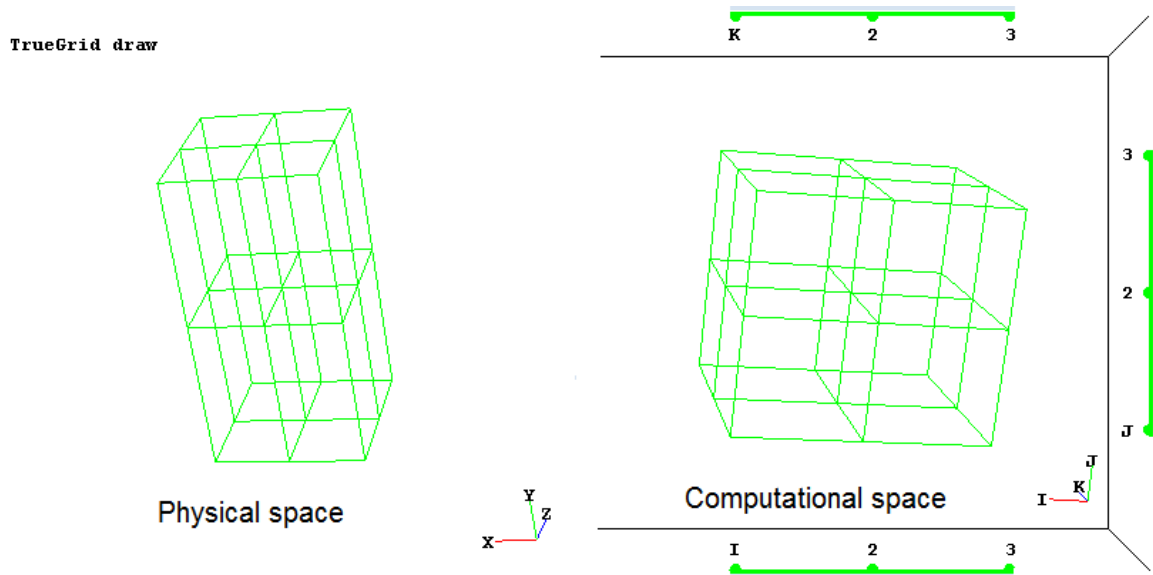 TrueGrid draw
K 2 3
3
2
J
J
K
I
Y
Z
X
Physical space
Computational space
I 2 3